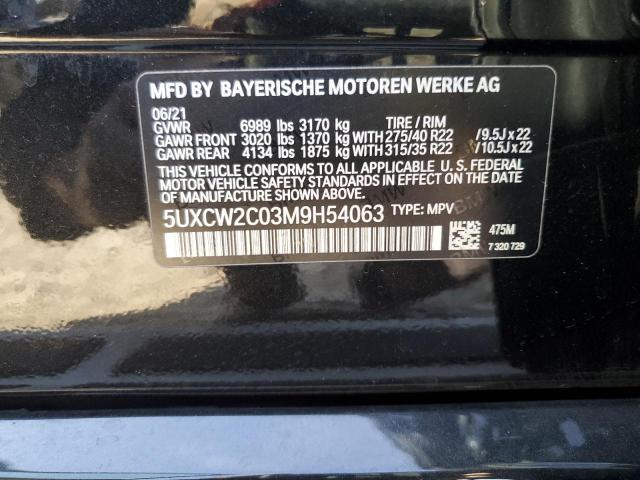 MFD BY BAYERISCHE MOTOREN WERKE AG
06/21 TIRE / RIM
GVWR 6989 lbs 3170 kg
GAWR FRONT 3020 lbs 1370 kg WITH 275/40 R22 /9.5J x 22
GAWR REAR 4134 lbs 1875 kg WITH 315/35 R22 /10.5J x 22
THIS VEHICLE CONFORMS TO ALL APPLICABLE U. S. FEDERAL
MOTOR VEHICLE SAFETY STANDARDS IN
EFFECT ON THE DATE OF MANUFACTURE SHOWN ABOVE.
5UXCW2C03M9H54063 TYPE: MPV
475M
7 320 729